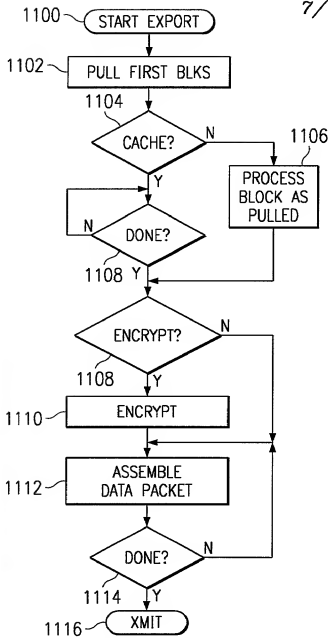 7/
1100
START EXPORT
1102
PULL FIRST BLKS
1104
CACHE?
N
Y
1106
PROCESS
BLOCK AS
PULLED
N
DONE?
1108
Y
ENCRYPT?
N
1108
Y
1110
ENCRYPT
1112
ASSEMBLE
DATA PACKET
DONE?
N
1114
Y
1116
XMIT